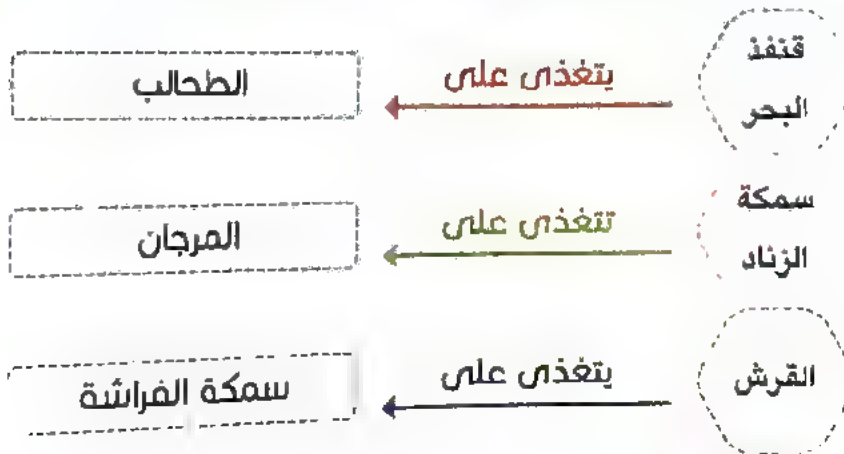 قنفذ
البحر
يتغذى على
الطحالب
سمكة
الزناد
تتغذى على
المرجان
القرش
يتغذى على
سمكة الفراشة